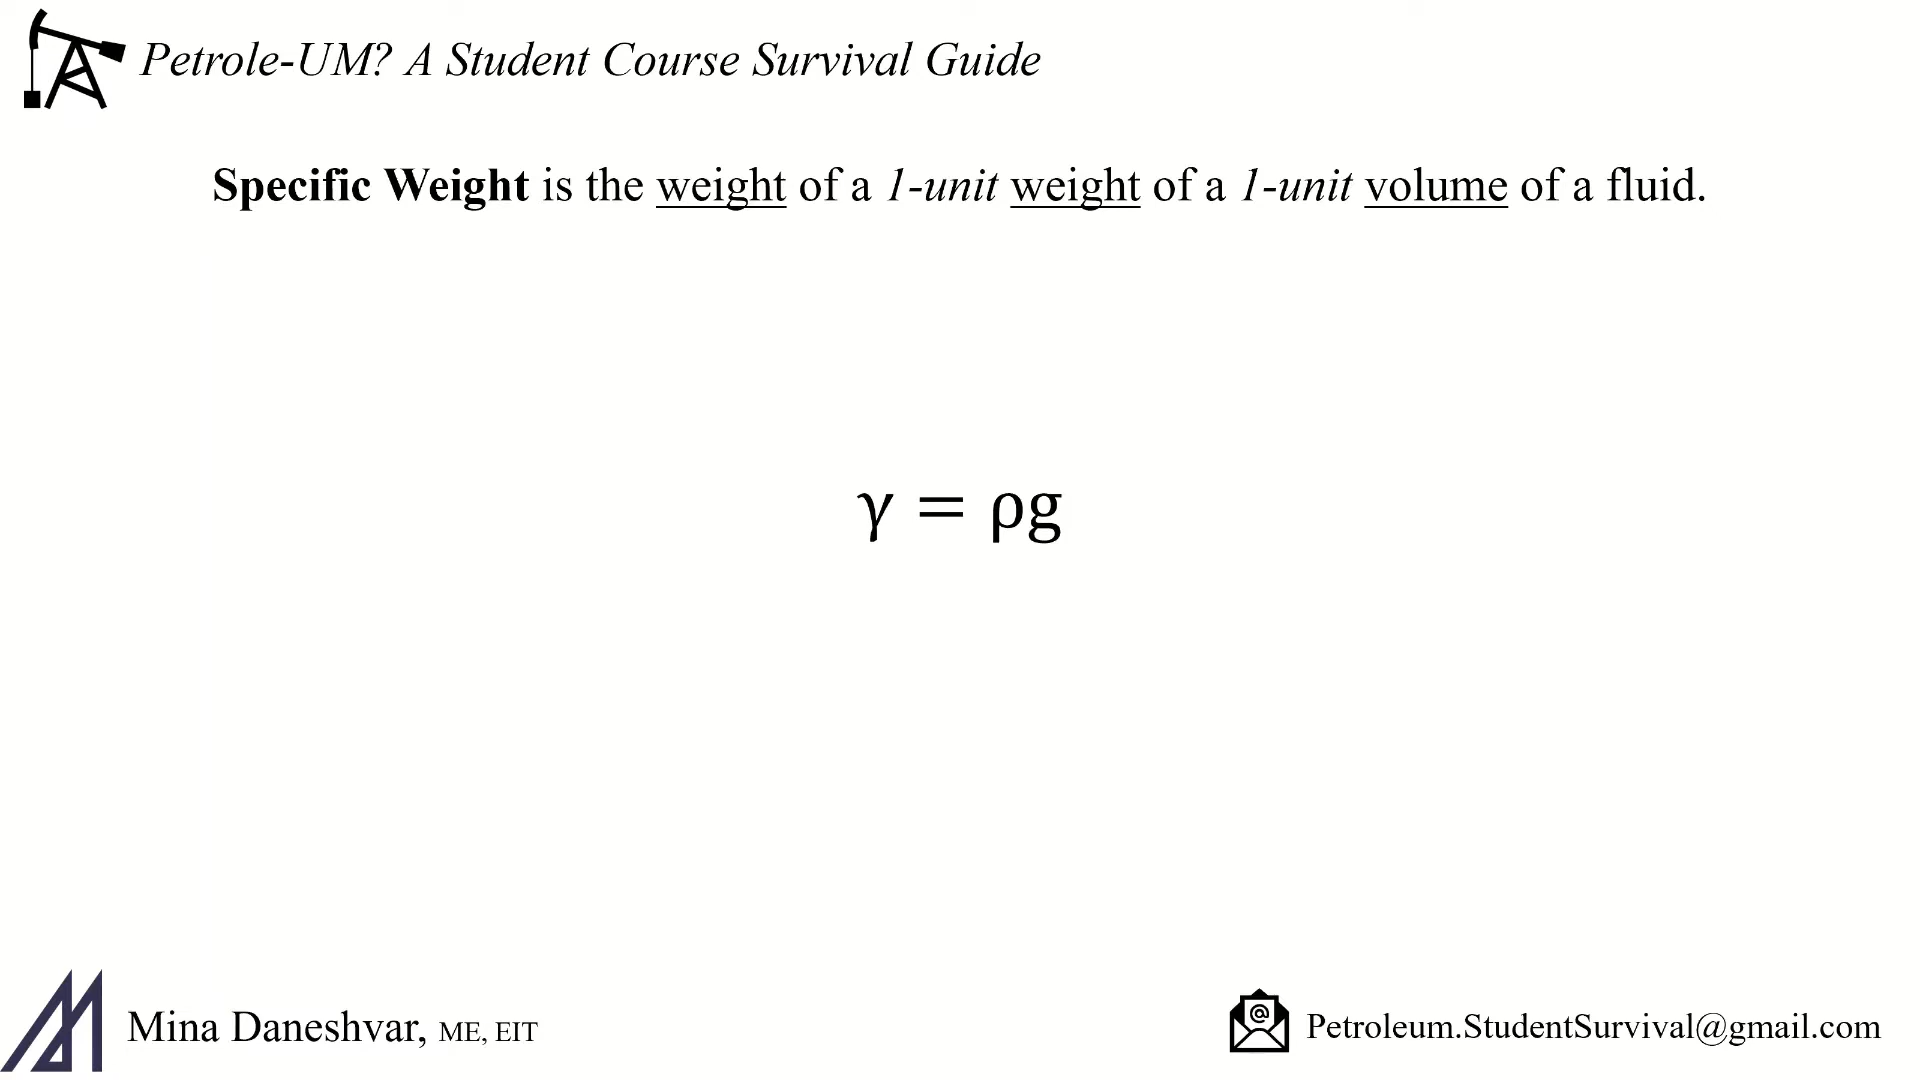 Petrole-UM? A Student Course Survival Guide
Specific Weight is the weight of a 1-unit weight of a 1-unit volume of a fluid.
γ = ρg
Mina Daneshvar, ME, EIT
@
Petroleum.StudentSurvival@gmail.com